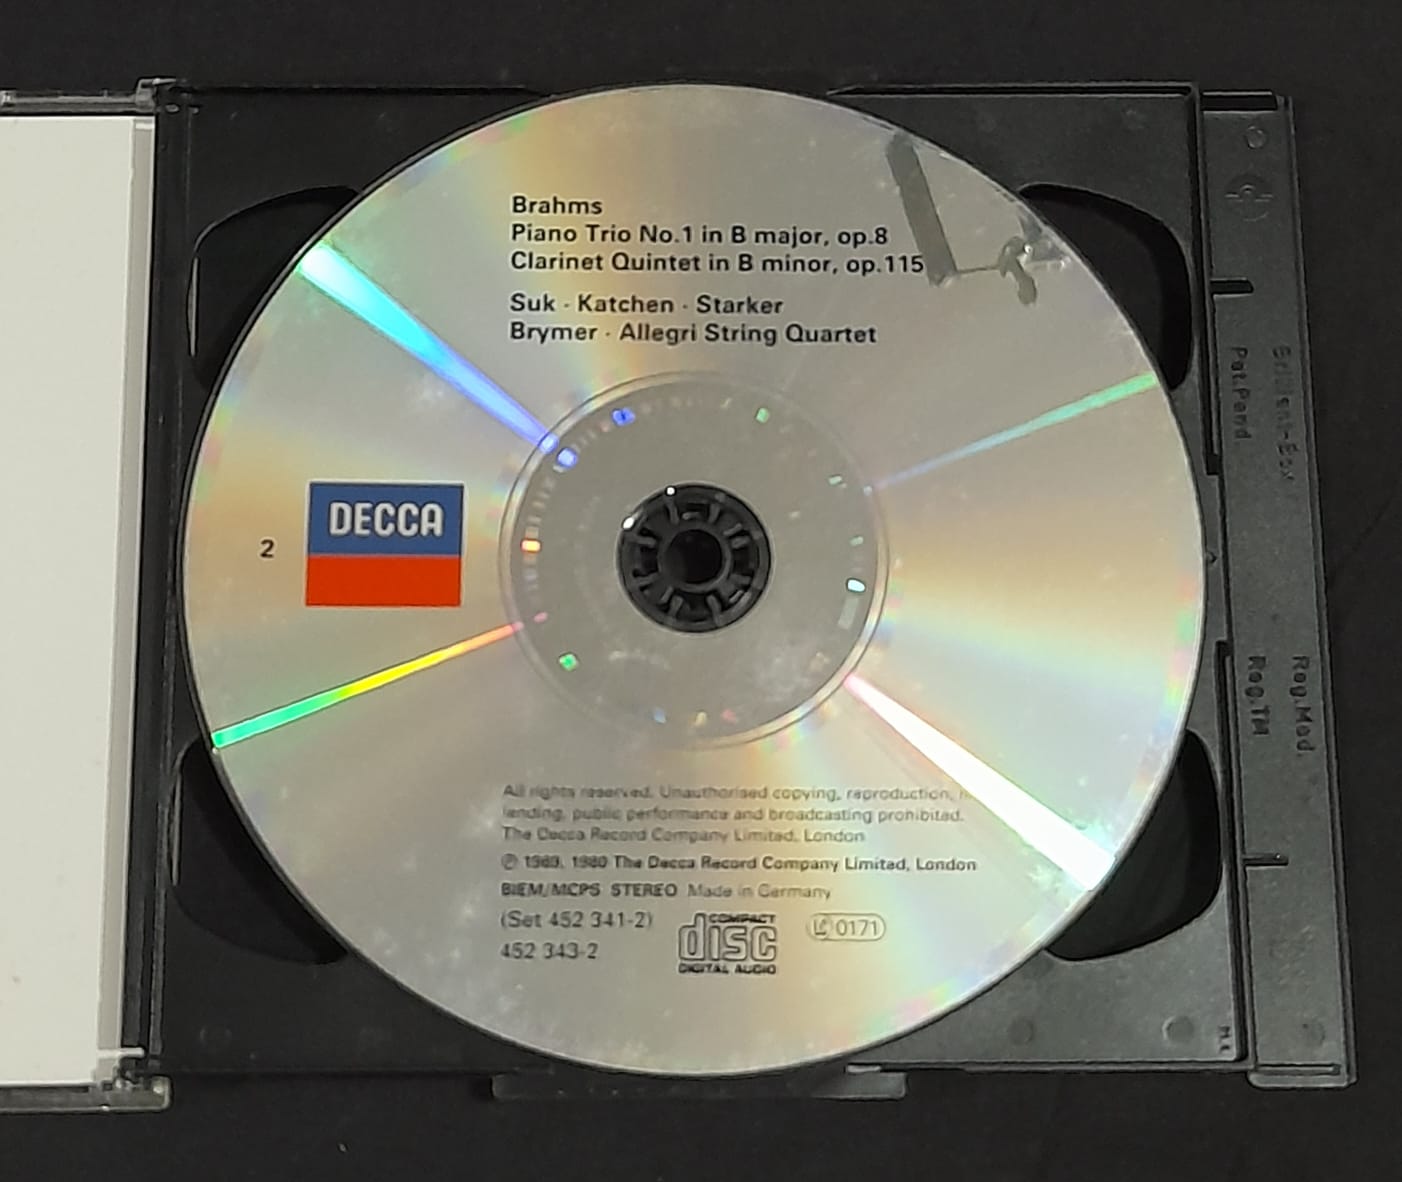 Brahms
Piano Trio No.1 in B major, op.8
Clarinet Quintet in B minor, op.115
Suk · Katchen · Starker
Brymer · Allegri String Quartet
2
DECCA
All rights reserved. Unauthorised copying, reproduction,
lending, public performance and broadcasting prohibited.
The Decca Record Company Limited, London
℗ 1969, 1980 The Decca Record Company Limited, London
BIEM/MCPS STEREO Made in Germany
(Set 452 341-2)
452 343-2
COMPACT
disc
DIGITAL AUDIO
LC 0171
Brilliant-Box
Pat.Pend
Reg.Mod.
Reg.TM